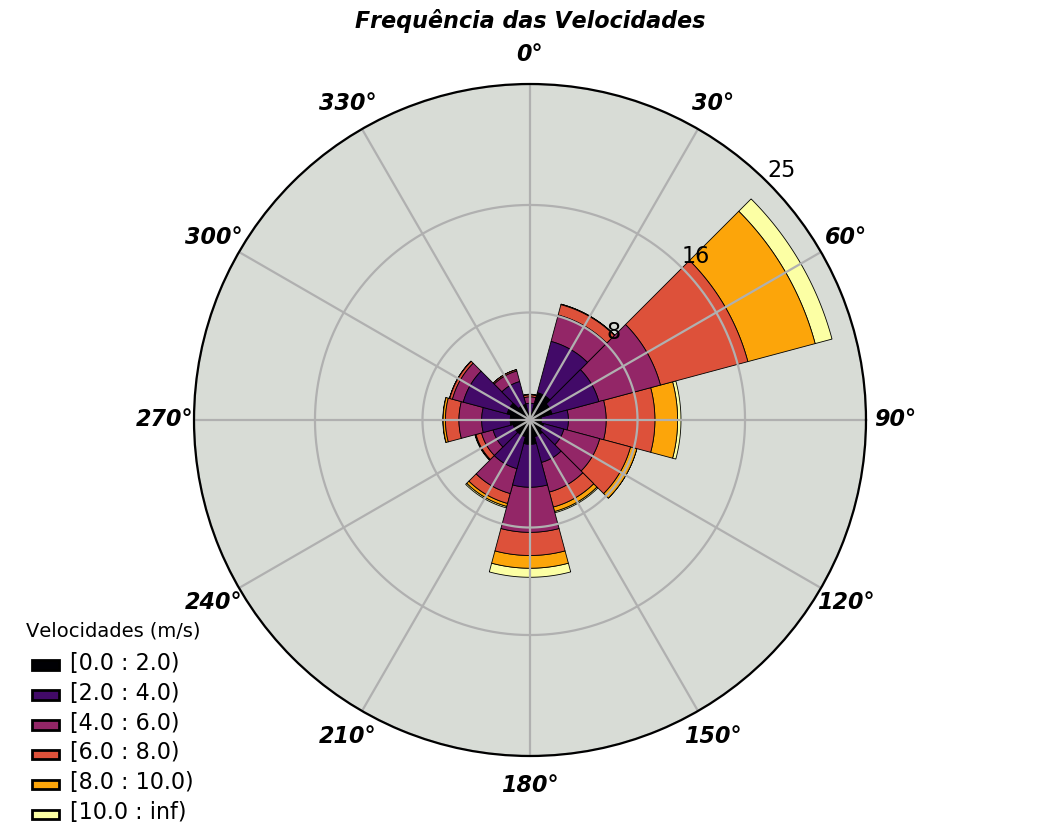 Frequência das Velocidades
0°
330°
30°
25
300°
60°
16
8
270°
90°
240°
120°
210°
150°
180°
Velocidades (m/s)
[0.0 : 2.0)
[2.0 : 4.0)
[4.0 : 6.0)
[6.0 : 8.0)
[8.0 : 10.0)
[10.0 : inf)